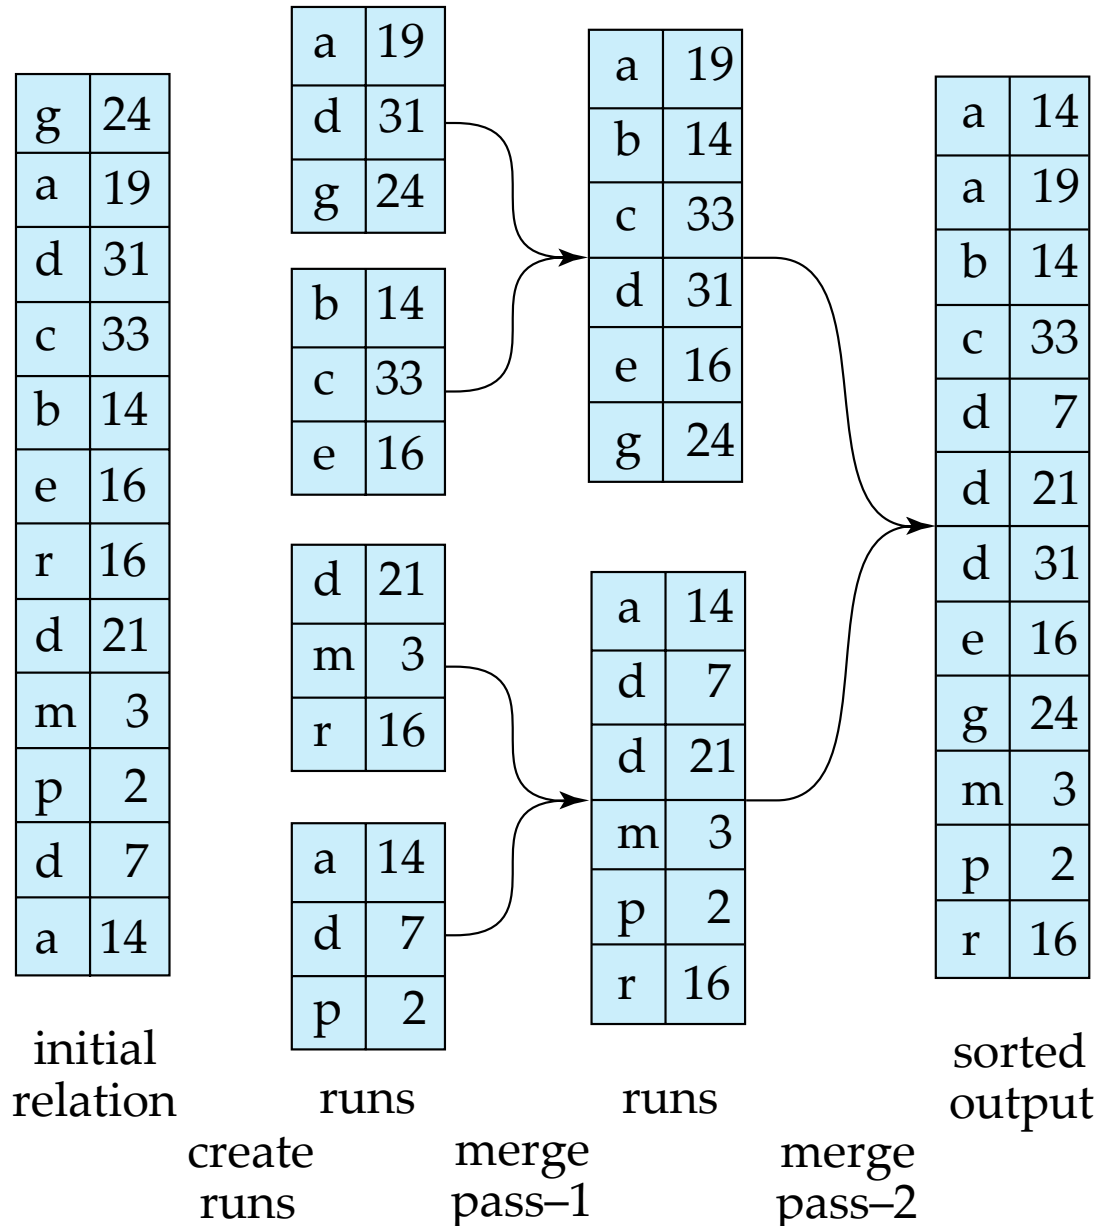 g 24
a 19
d 31
c 33
b 14
e 16
r 16
d 21
m 3
p 2
d 7
a 14
initial
relation
a 19
d 31
g 24
b 14
c 33
e 16
d 21
m 3
r 16
a 14
d 7
p 2
runs
a 19
b 14
c 33
d 31
e 16
g 24
a 14
d 7
d 21
m 3
p 2
r 16
runs
a 14
a 19
b 14
c 33
d 7
d 21
d 31
e 16
g 24
m 3
p 2
r 16
sorted
output
create
runs
merge
pass–1
merge
pass–2